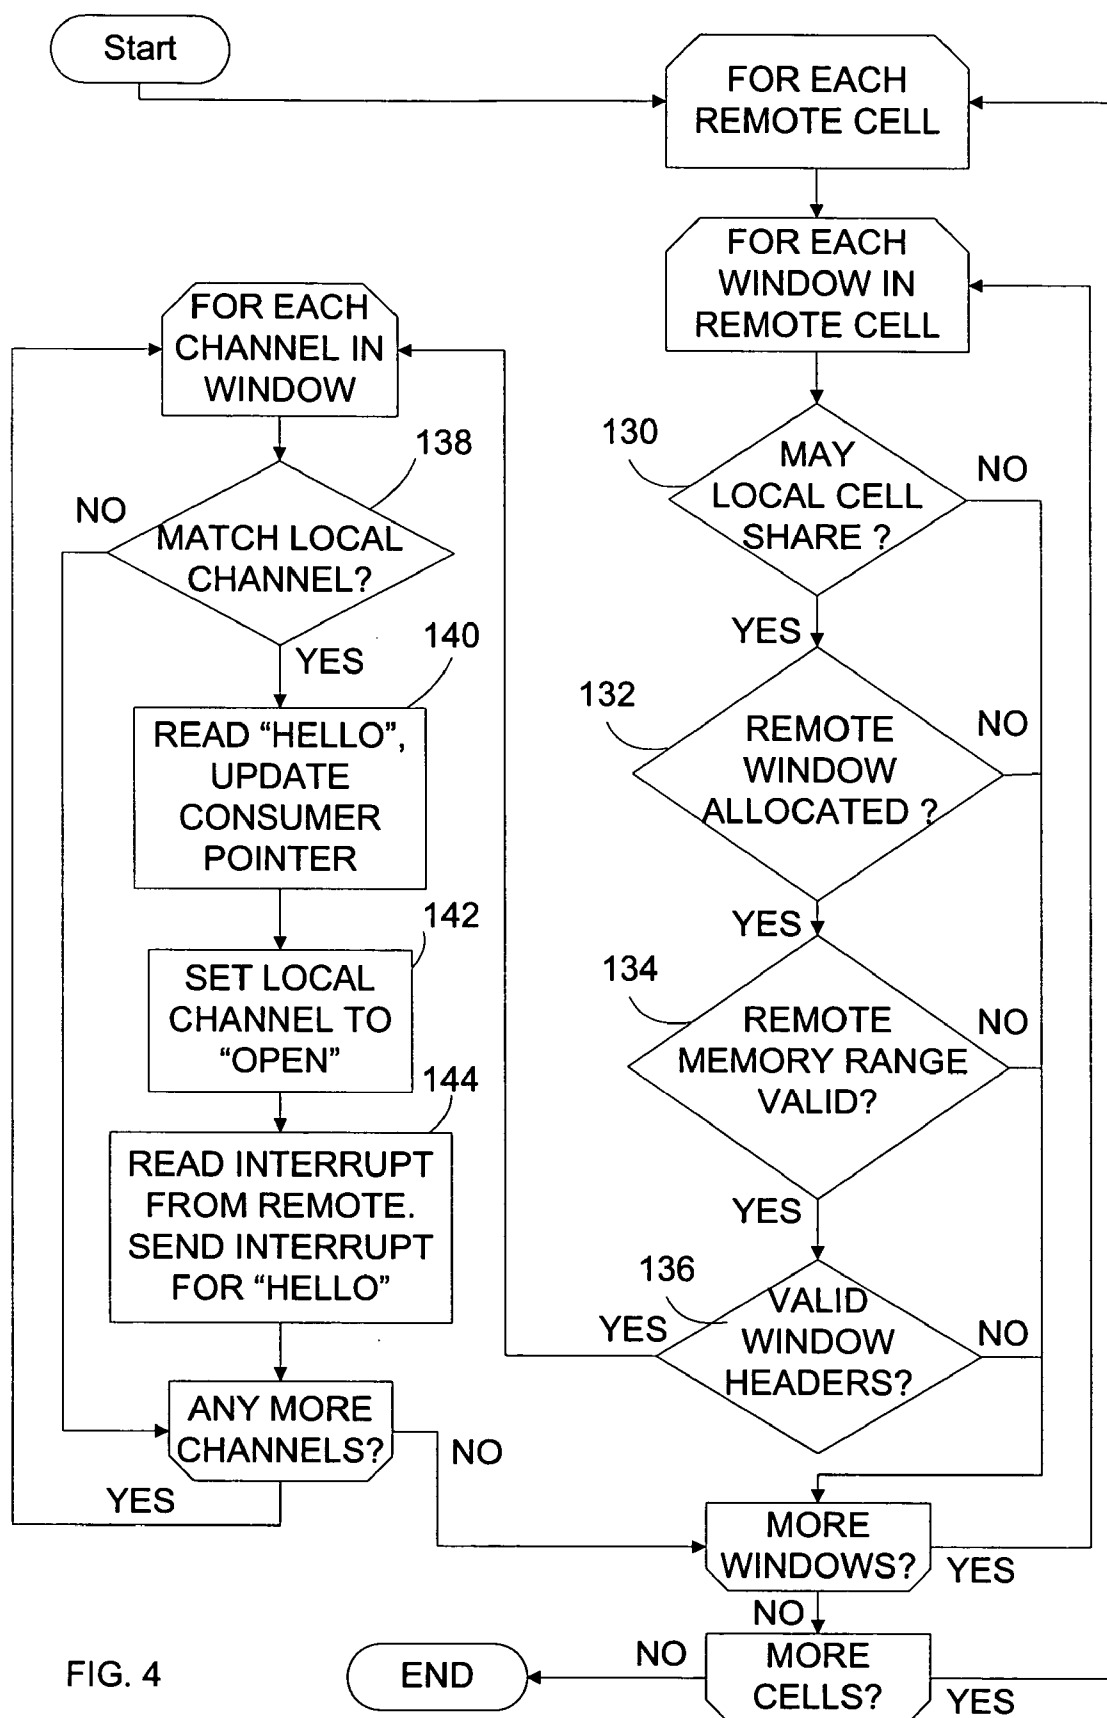 Start
FOR EACH
REMOTE CELL
FOR EACH
WINDOW IN
REMOTE CELL
130
MAY
LOCAL CELL
SHARE ?
NO
YES
132
REMOTE
WINDOW
ALLOCATED ?
NO
YES
134
REMOTE
MEMORY RANGE
VALID?
NO
YES
136
VALID
WINDOW
HEADERS?
YES
NO
FOR EACH
CHANNEL IN
WINDOW
138
NO
MATCH LOCAL
CHANNEL?
YES
140
READ “HELLO”,
UPDATE
CONSUMER
POINTER
142
SET LOCAL
CHANNEL TO
“OPEN”
144
READ INTERRUPT
FROM REMOTE.
SEND INTERRUPT
FOR “HELLO”
ANY MORE
CHANNELS?
NO
YES
MORE
WINDOWS?
YES
NO
MORE
CELLS?
NO
YES
END
FIG. 4